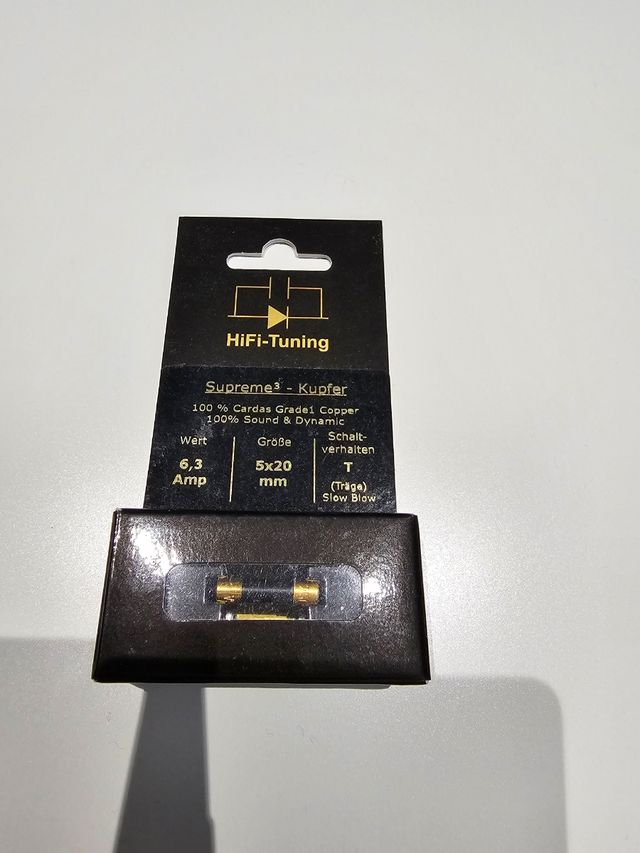 HiFi-Tuning
Supreme³ - Kupfer
100 % Cardas Grade1 Copper
100% Sound & Dynamic
Wert
6,3
Amp
Größe
5x20
mm
Schalt-
verhalten
T
(Träge)
Slow Blow